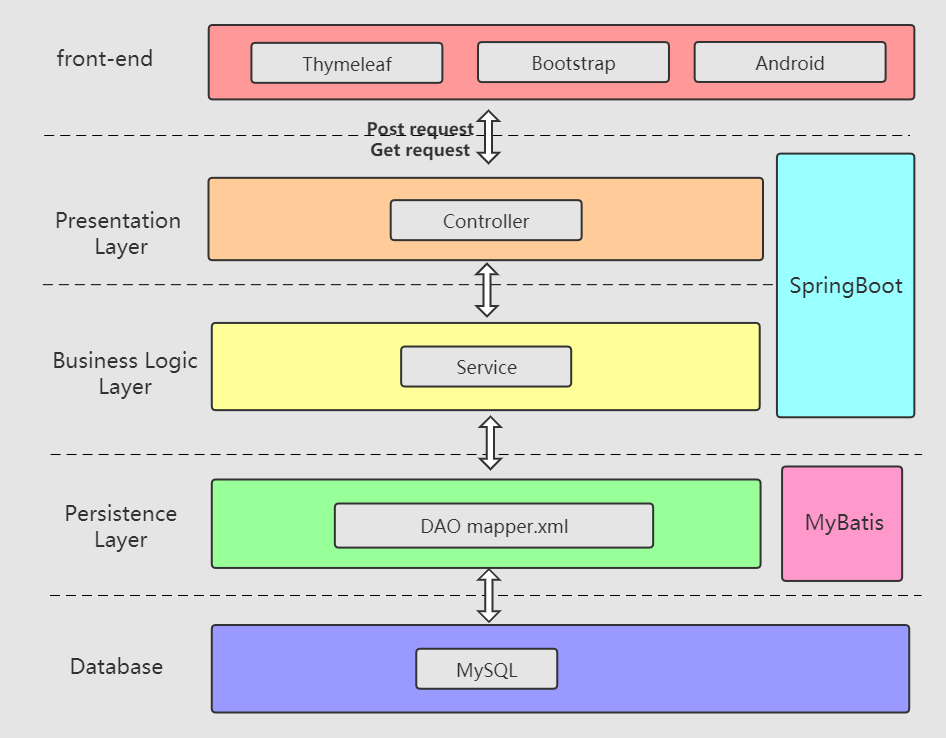 front-end
Thymeleaf
Bootstrap
Android
Post request
Get request
Presentation
Layer
Controller
SpringBoot
Business Logic
Layer
Service
Persistence
Layer
DAO mapper.xml
MyBatis
Database
MySQL